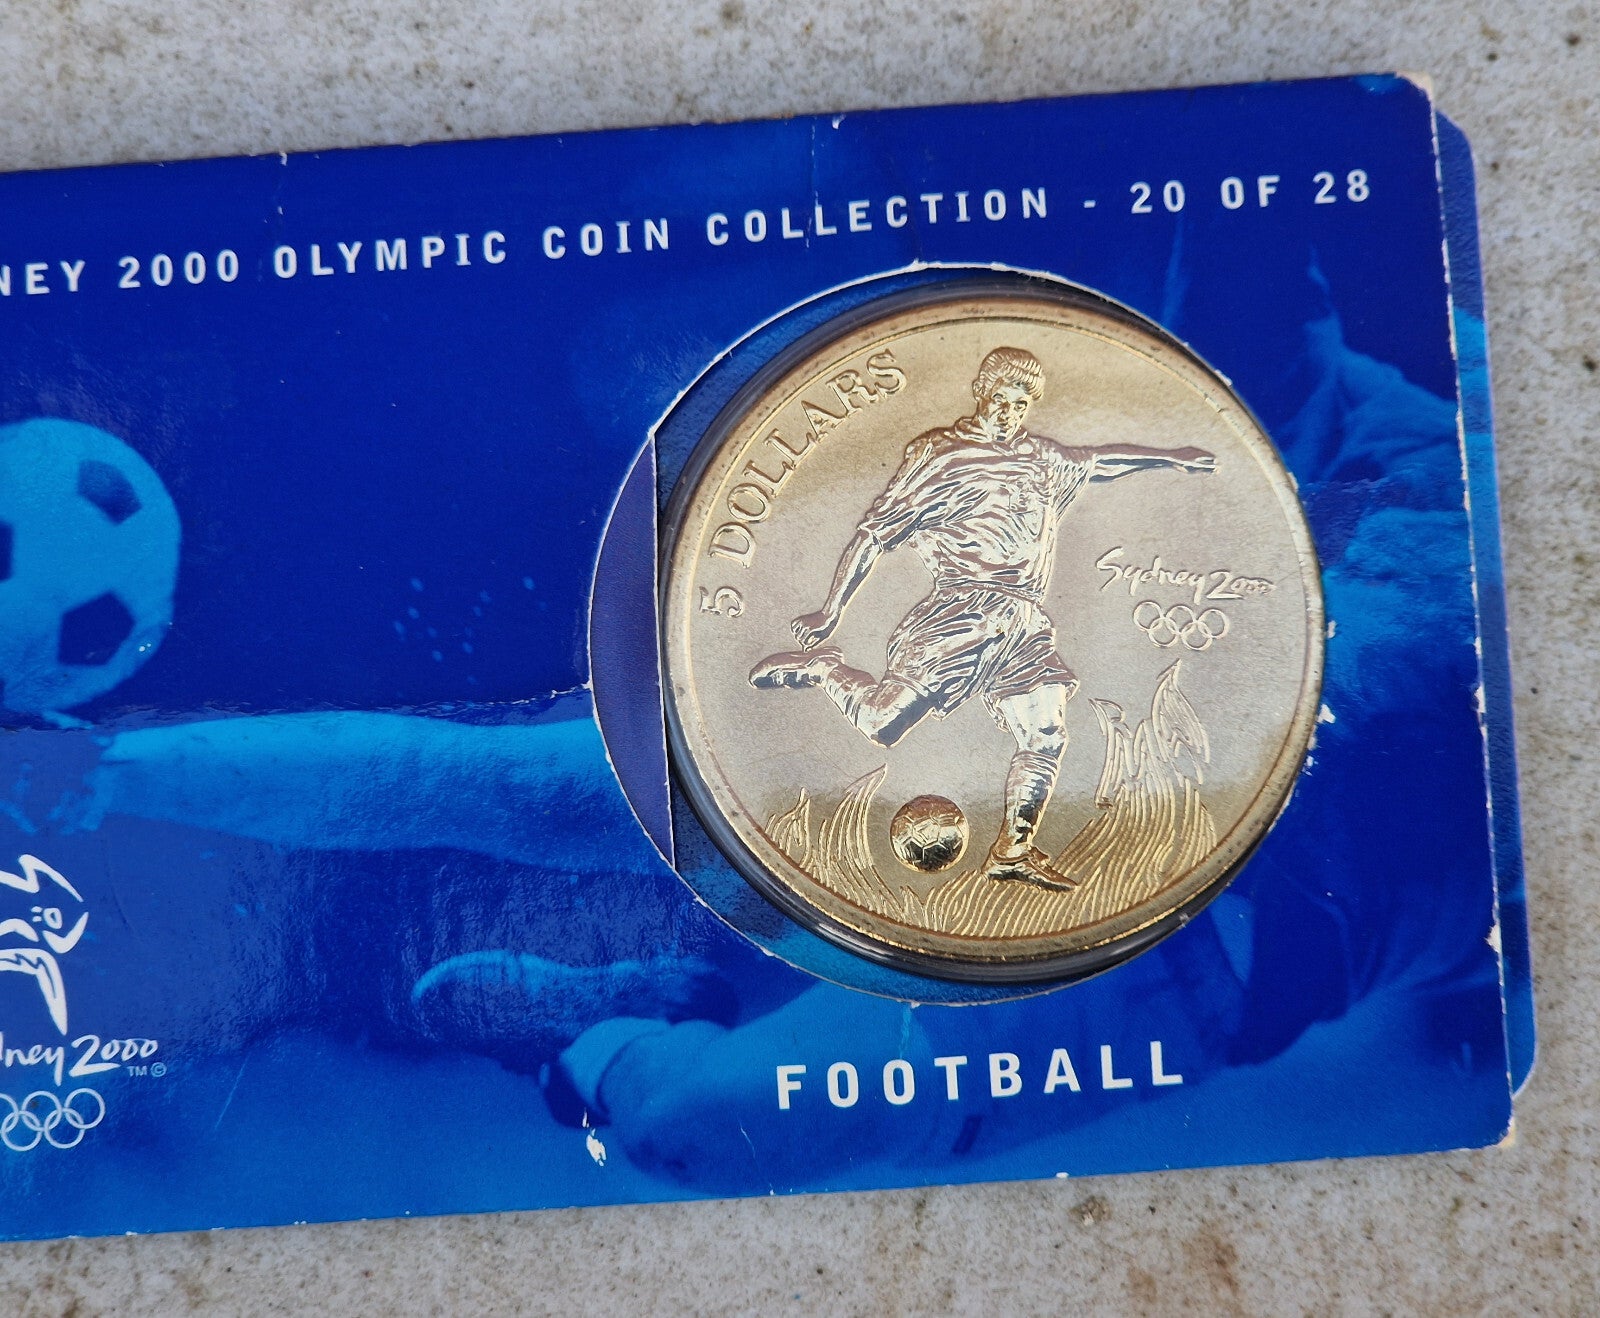 NEY 2000 OLYMPIC COIN COLLECTION - 20 OF 28
5 DOLLARS
Sydney 2000
dney 2000
TM ©
FOOTBALL